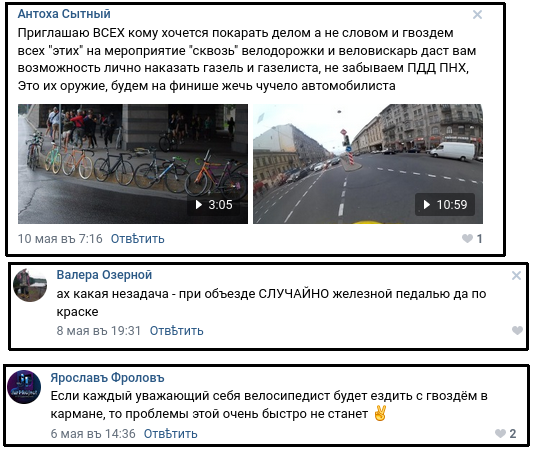 Антоха Сытный
Приглашаю ВСЕХ кому хочется покарать делом а не словом и гвоздем
всех "этих" на мероприятие "сквозь" велодорожки и веловискарь даст вам
возможность лично наказать газель и газелиста, не забываем ПДД ПНХ,
Это их оружие, будем на финише жечь чучело автомобилиста
3:05
10:59
10 мая въ 7:16 Отвѣтить
1
Валера Озерной
ах какая незадача - при объезде СЛУЧАЙНО железной педалью да по
краске
8 мая въ 19:31 Отвѣтить
Ярославъ Фроловъ
Если каждый уважающий себя велосипедист будет ездить с гвоздём в
кармане, то проблемы этой очень быстро не станет ✌
6 мая въ 14:36 Отвѣтить
2